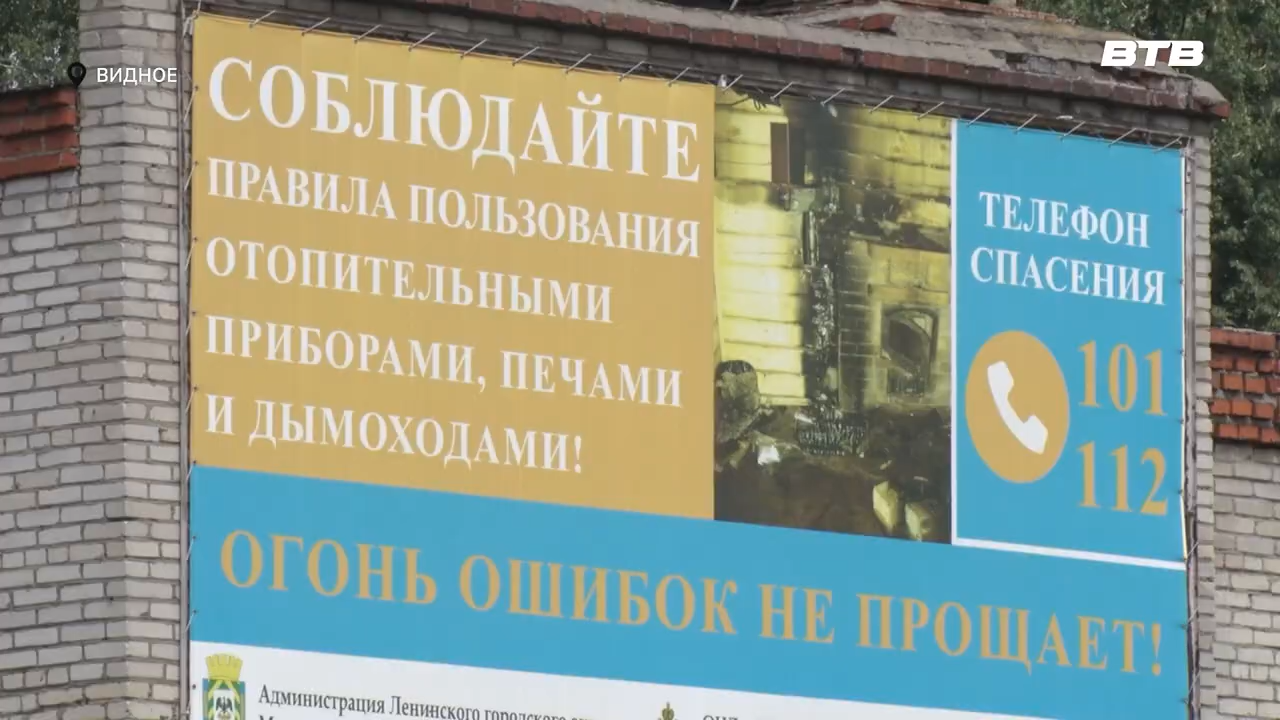 ВИДНОЕ
ВТВ
СОБЛЮДАЙТЕ
ПРАВИЛА ПОЛЬЗОВАНИЯ
ОТОПИТЕЛЬНЫМИ
ПРИБОРАМИ, ПЕЧАМИ
И ДЫМОХОДАМИ!
ТЕЛЕФОН
СПАСЕНИЯ
101
112
ОГОНЬ ОШИБОК НЕ ПРОЩАЕТ!
Администрация Ленинского городского